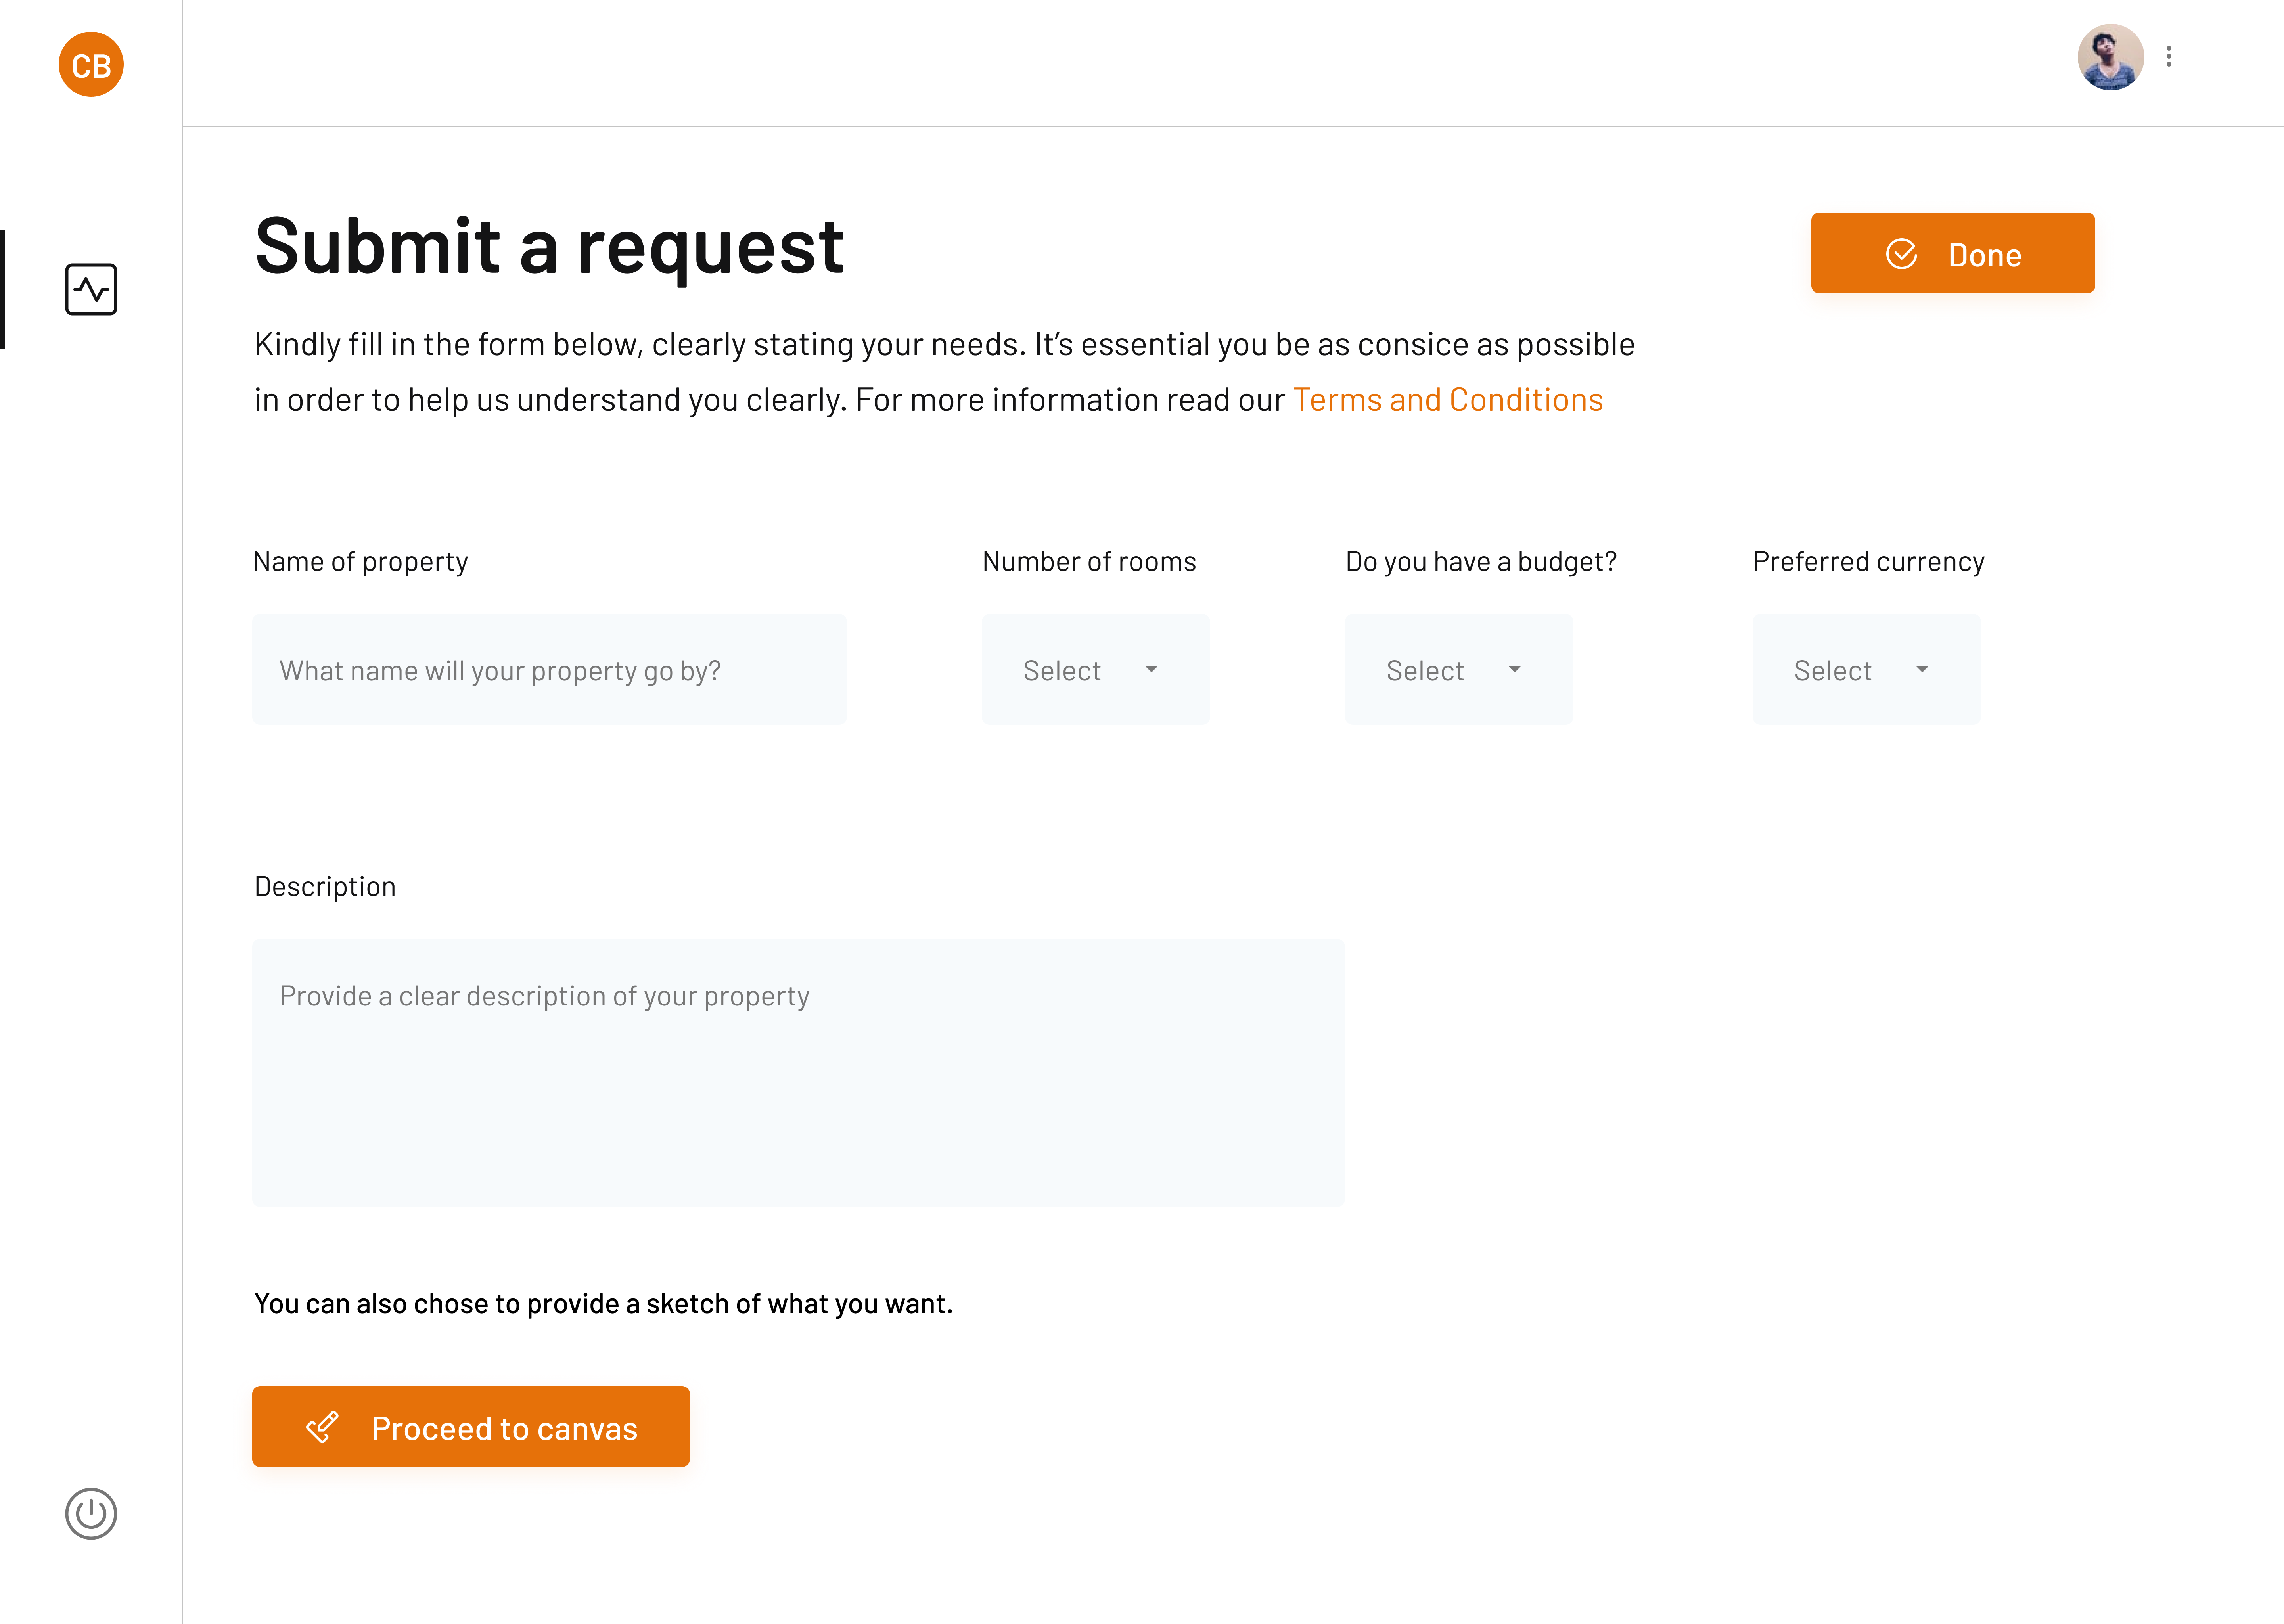 CB
Submit a request
Done
Kindly fill in the form below, clearly stating your needs. It’s essential you be as consice as possible
in order to help us understand you clearly. For more information read our Terms and Conditions
Name of property
Number of rooms
Do you have a budget?
Preferred currency
What name will your property go by?
Select
Select
Select
Description
Provide a clear description of your property
You can also chose to provide a sketch of what you want.
Proceed to canvas